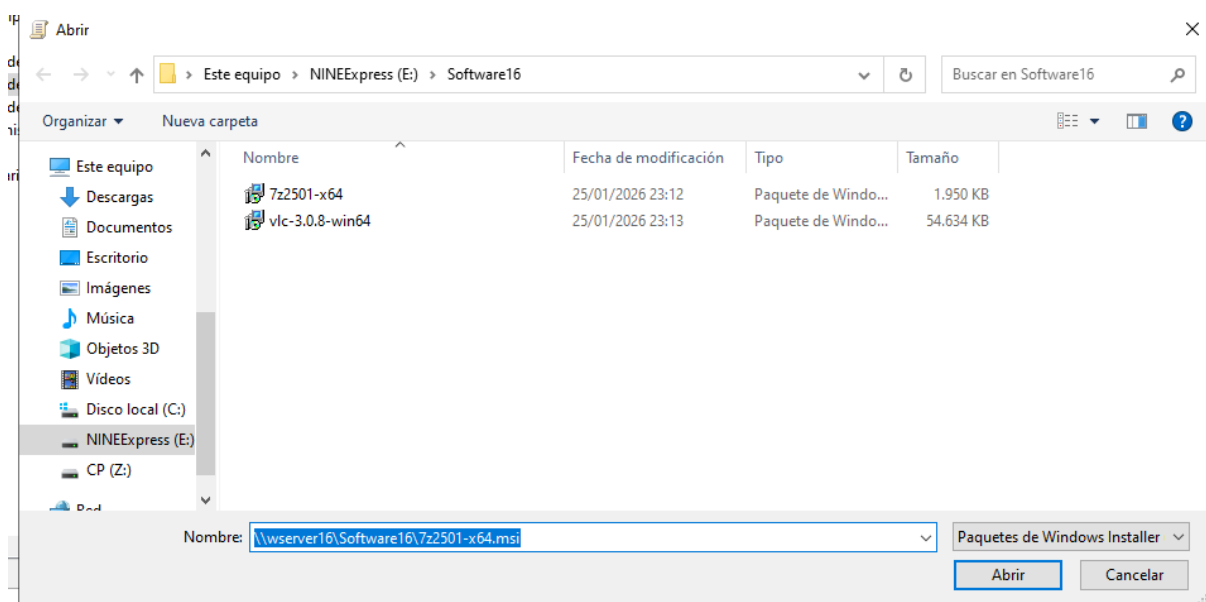 Abrir
Este equipo > NINEExpress (E:) > Software16
Buscar en Software16
Organizar
Nueva carpeta
Este equipo
Descargas
Documentos
Escritorio
Imágenes
Música
Objetos 3D
Vídeos
Disco local (C:)
NINEExpress (E:)
CP (Z:)
Red
Nombre Fecha de modificación Tipo Tamaño
7z2501-x64 25/01/2026 23:12 Paquete de Windo... 1.950 KB
vlc-3.0.8-win64 25/01/2026 23:13 Paquete de Windo... 54.634 KB
Nombre: \\wserver16\Software16\7z2501-x64.msi
Paquetes de Windows Installer
Abrir Cancelar